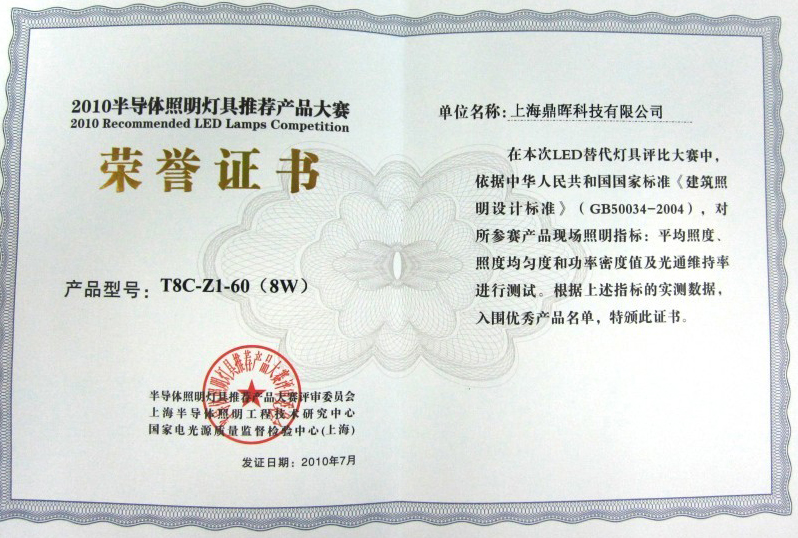 2010半导体照明灯具推荐产品大赛
2010 Recommended LED Lamps Competition
荣誉证书
产品型号：T8C-Z1-60（8W）
半导体照明灯具推荐产品大赛评审委员会
上海半导体照明工程技术研究中心
国家电光源质量监督检验中心(上海)
发证日期：2010年7月
单位名称：上海鼎晖科技有限公司
在本次LED替代灯具评比大赛中，
依据中华人民共和国国家标准《建筑照
明设计标准》（GB50034-2004），对
所参赛产品现场照明指标：平均照度、
照度均匀度和功率密度值及光通维持率
进行测试。根据上述指标的实测数据，
入围优秀产品名单，特颁此证书。